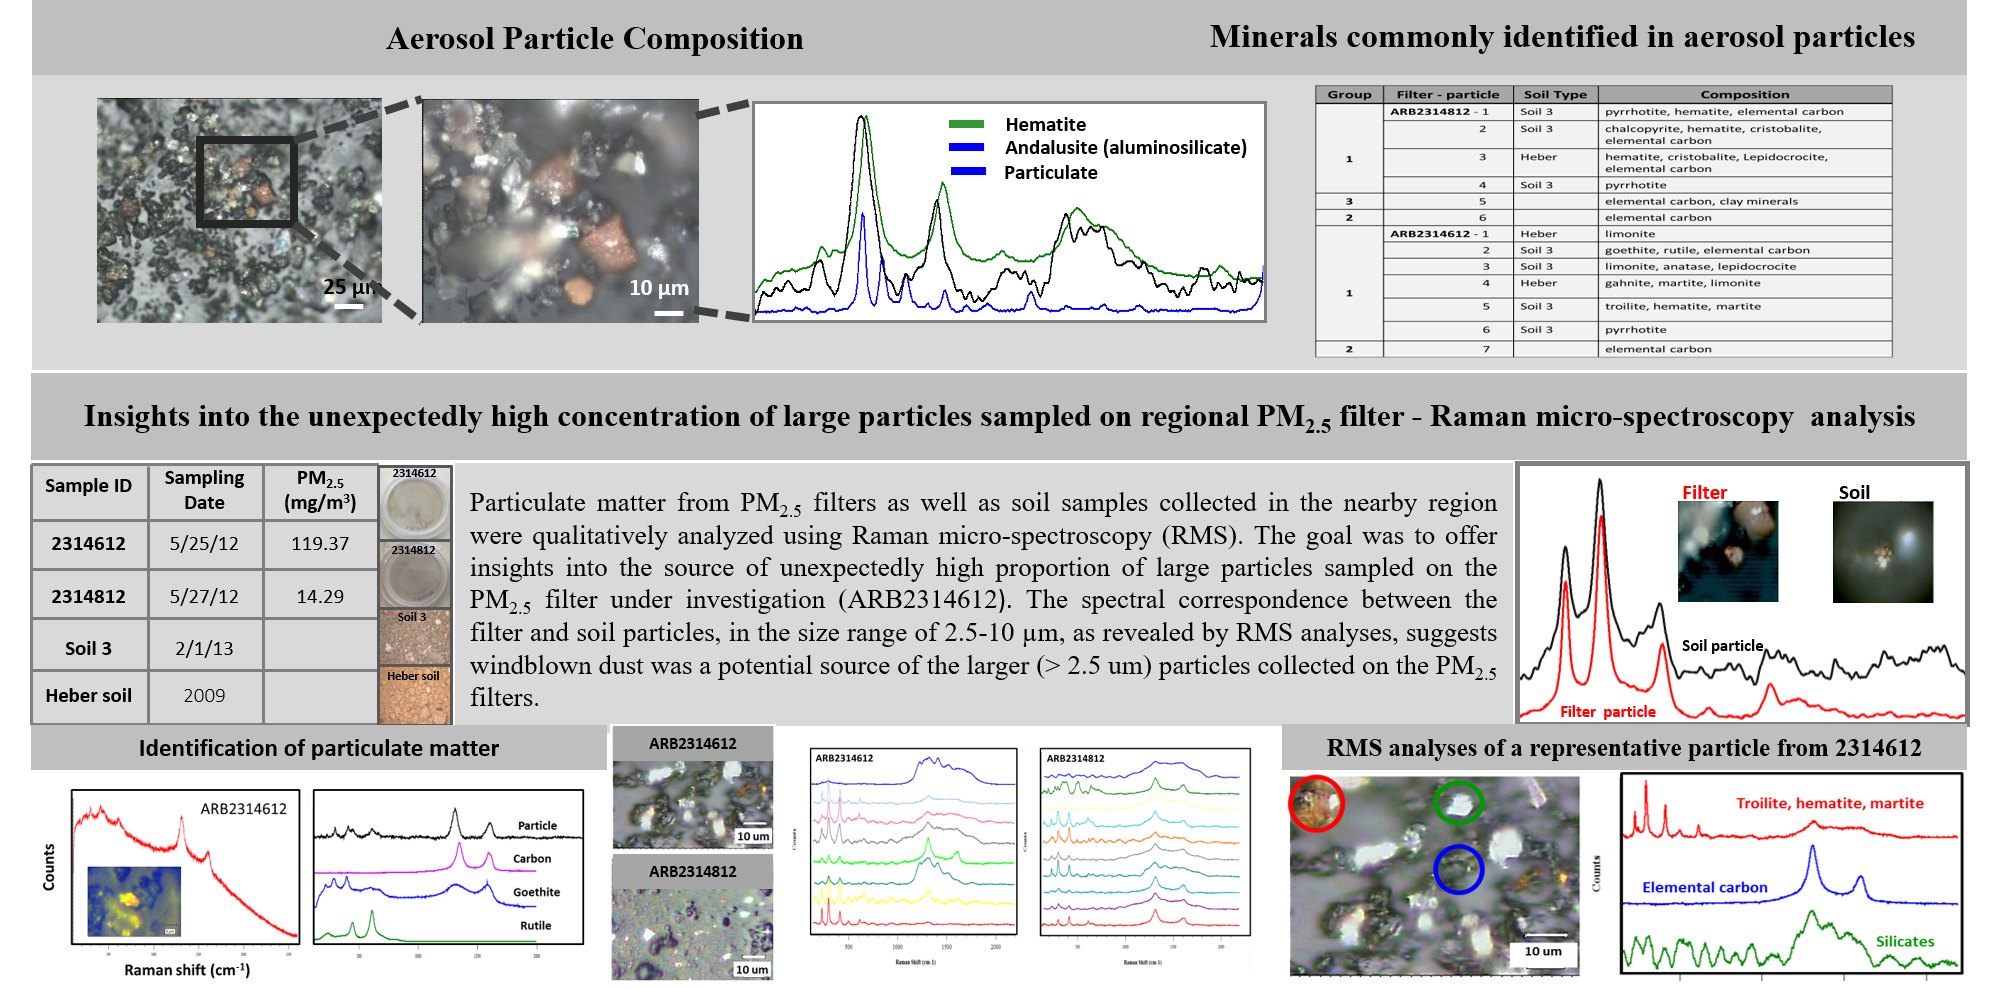 Aerosol Particle Composition
Minerals commonly identified in aerosol particles
25 µm
10 µm
Hematite
Andalusite (aluminosilicate)
Particulate
Group Filter - particle Soil Type Composition
ARB2314812 - 1 Soil 3 pyrrhotite, hematite, elemental carbon
2 Soil 3 chalcopyrite, hematite, cristobalite,
elemental carbon
1 3 Heber hematite, cristobalite, Lepidocrocite,
elemental carbon
4 Soil 3 pyrrhotite
3 5 elemental carbon, clay minerals
2 6 elemental carbon
ARB2314612 - 1 Heber limonite
2 Soil 3 goethite, rutile, elemental carbon
3 Soil 3 limonite, anatase, lepidocrocite
1 4 Heber gahnite, martite, limonite
5 Soil 3 troilite, hematite, martite
6 Soil 3 pyrrhotite
2 7 elemental carbon
Insights into the unexpectedly high concentration of large particles sampled on regional PM2.5 filter - Raman micro-spectroscopy analysis
Sample ID Sampling Date PM2.5 (mg/m3)
2314612 5/25/12 119.37
2314812 5/27/12 14.29
Soil 3 2/1/13
Heber soil 2009
2314612
2314812
Soil 3
Heber soil
Particulate matter from PM2.5 filters as well as soil samples collected in the nearby region
were qualitatively analyzed using Raman micro-spectroscopy (RMS). The goal was to offer
insights into the source of unexpectedly high proportion of large particles sampled on the
PM2.5 filter under investigation (ARB2314612). The spectral correspondence between the
filter and soil particles, in the size range of 2.5-10 µm, as revealed by RMS analyses, suggests
windblown dust was a potential source of the larger (> 2.5 um) particles collected on the PM2.5
filters.
Filter
Soil
Soil particle
Filter particle
Identification of particulate matter
ARB2314612
Counts
Raman shift (cm-1)
Particle
Carbon
Goethite
Rutile
ARB2314612
10 um
ARB2314812
10 um
ARB2314612
Counts
500 1000 1500 2000
Raman Shift (cm-1)
ARB2314812
Counts
Raman Shift (cm-1)
RMS analyses of a representative particle from 2314612
10 um
Counts
Troilite, hematite, martite
Elemental carbon
Silicates